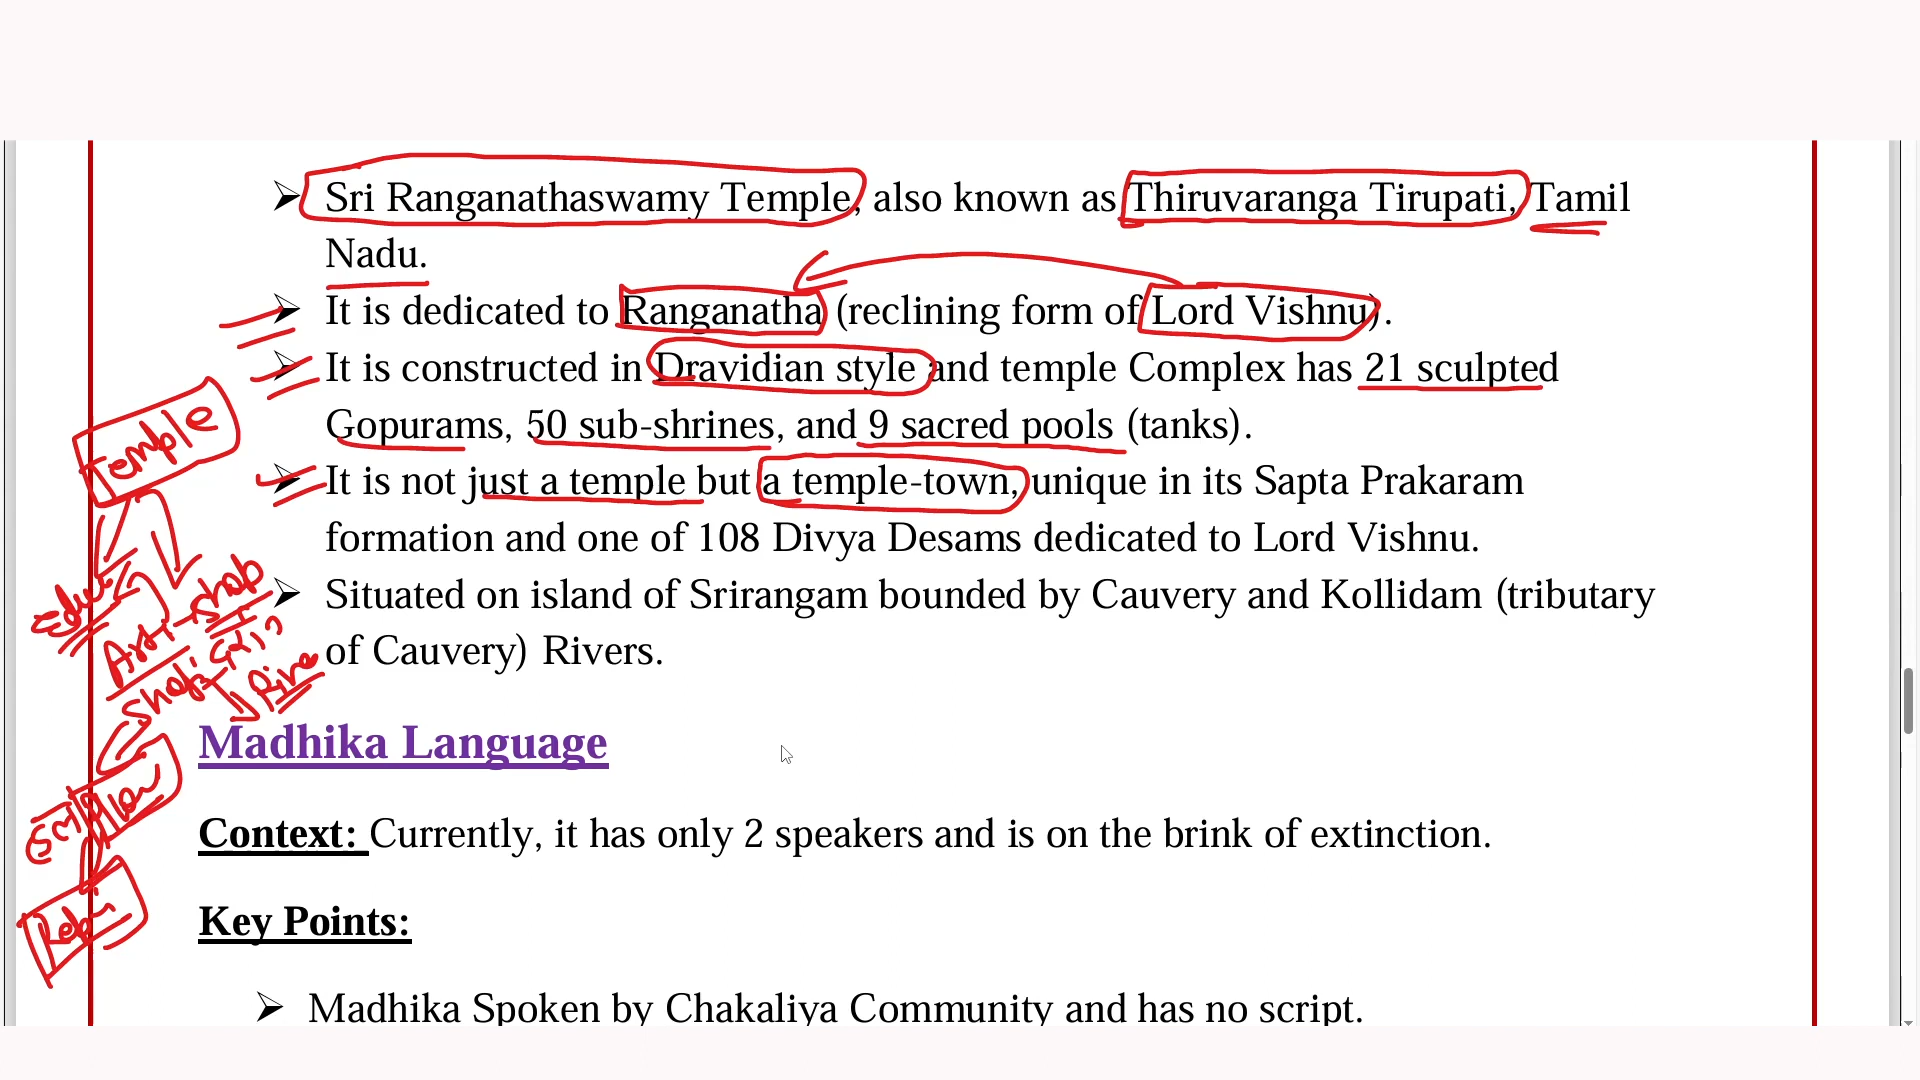 ➢ Sri Ranganathaswamy Temple, also known as Thiruvaranga Tirupati, Tamil
Nadu.
➢ It is dedicated to Ranganatha (reclining form of Lord Vishnu).
➢ It is constructed in Dravidian style and temple Complex has 21 sculpted
Gopurams, 50 sub-shrines, and 9 sacred pools (tanks).
➢ It is not just a temple but a temple-town, unique in its Sapta Prakaram
formation and one of 108 Divya Desams dedicated to Lord Vishnu.
➢ Situated on island of Srirangam bounded by Cauvery and Kollidam (tributary
of Cauvery) Rivers.
Temple
Madhika Language
Context: Currently, it has only 2 speakers and is on the brink of extinction.
Key Points:
➢ Madhika Spoken by Chakaliya Community and has no script.